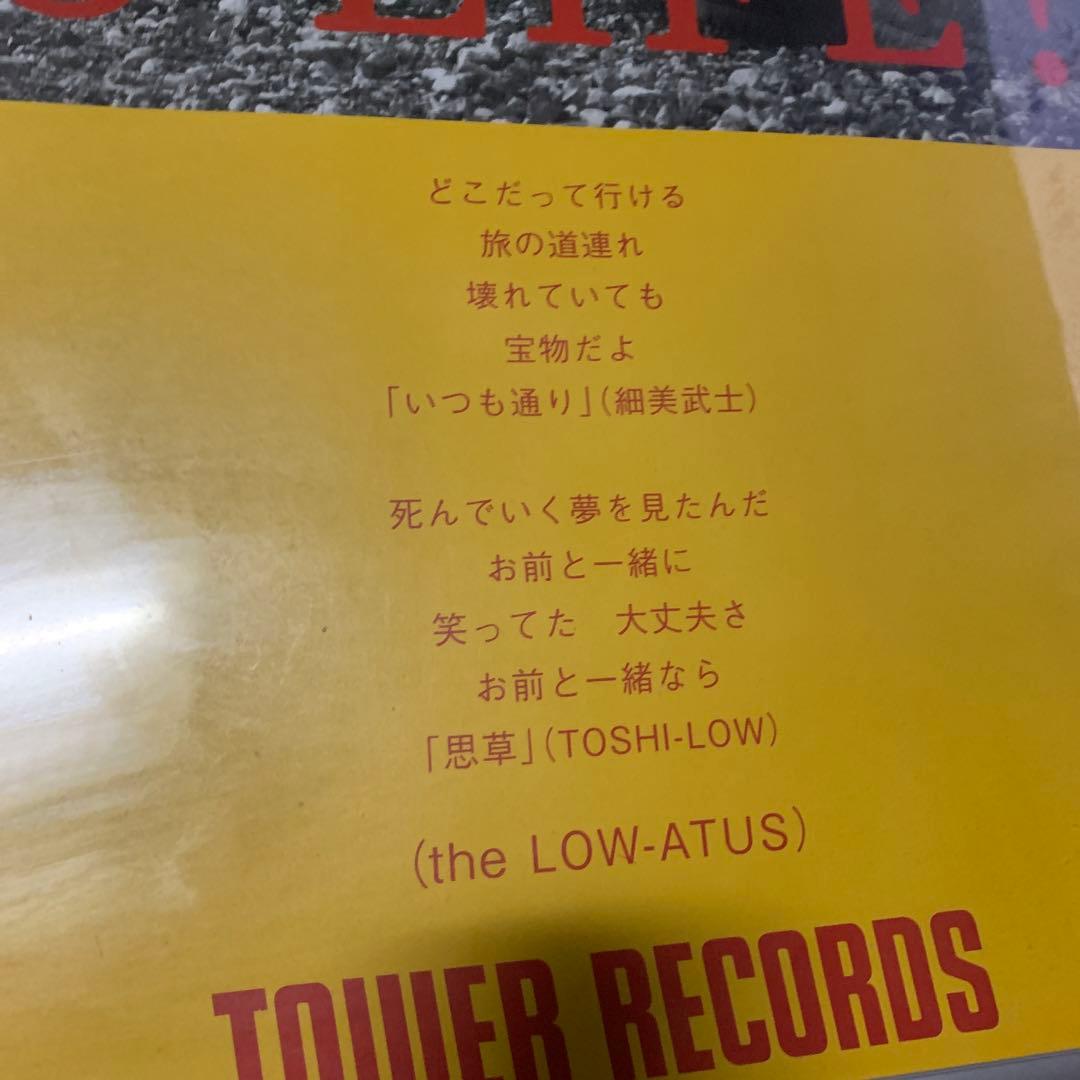 LIFE!
どこだって行ける
旅の道連れ
壊れていても
宝物だよ
「いつも通り」(細美武士)
死んでいく夢を見たんだ
お前と一緒に
笑ってた　大丈夫さ
お前と一緒なら
「思草」(TOSHI-LOW)
(the LOW-ATUS)
TOWER RECORDS